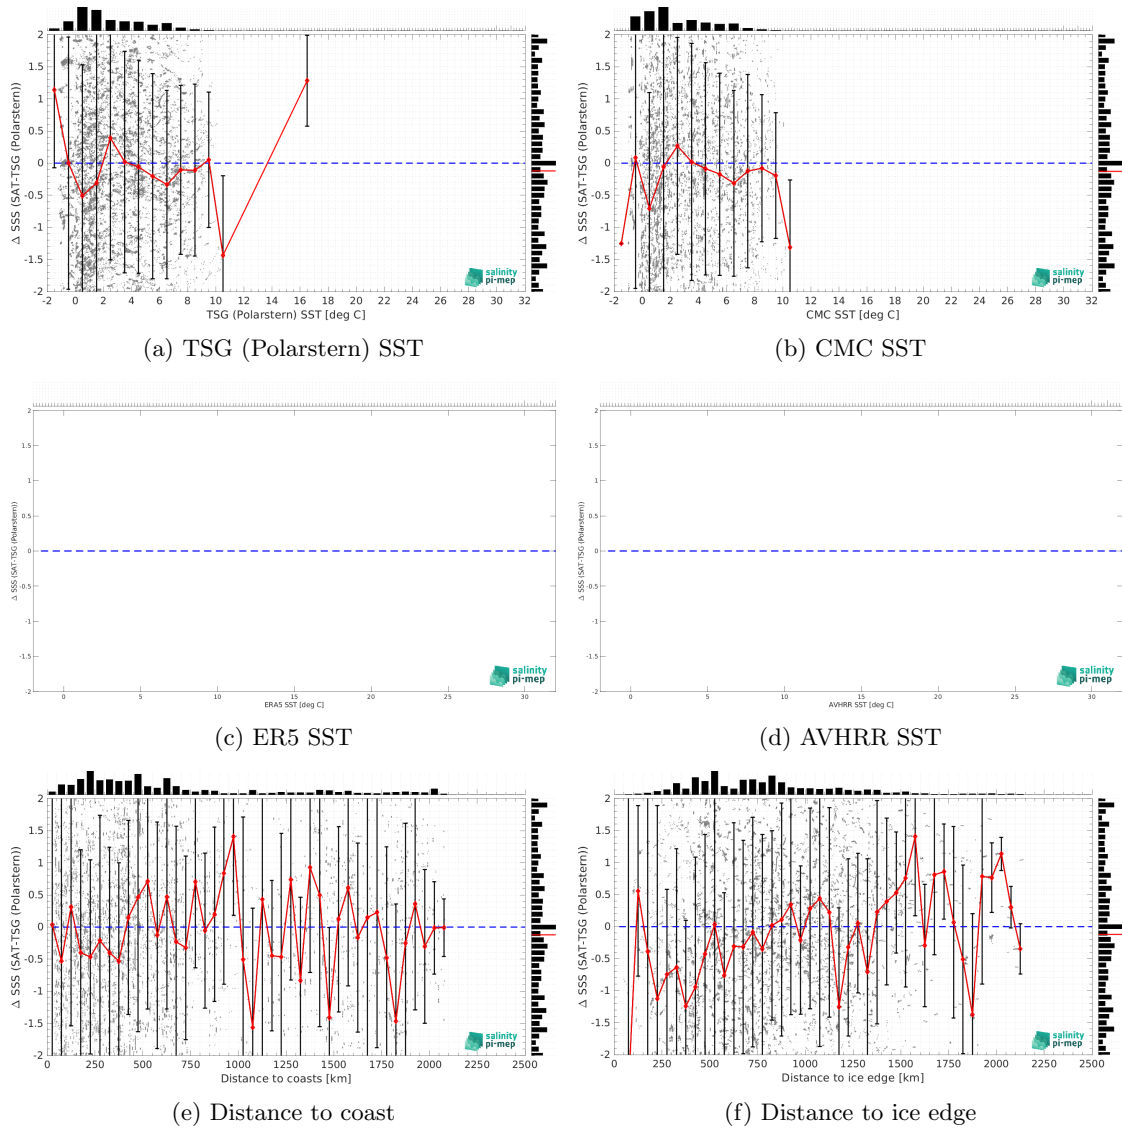 2
1.5
1
0.5
0
-0.5
-1
-1.5
-2
Δ SSS (SAT-TSG (Polarstern))
-2 0 2 4 6 8 10 12 14 16 18 20 22 24 26 28 30 32
TSG (Polarstern) SST [deg C]
salinity
pi-mep
(a) TSG (Polarstern) SST
2
1.5
1
0.5
0
-0.5
-1
-1.5
-2
Δ SSS (SAT-TSG (Polarstern))
-2 0 2 4 6 8 10 12 14 16 18 20 22 24 26 28 30 32
CMC SST [deg C]
salinity
pi-mep
(b) CMC SST
2
1.5
1
0.5
0
-0.5
-1
-1.5
-2
Δ SSS (SAT-TSG (Polarstern))
0 5 10 15 20 25 30
ERA5 SST [deg C]
salinity
pi-mep
(c) ER5 SST
2
1.5
1
0.5
0
-0.5
-1
-1.5
-2
Δ SSS (SAT-TSG (Polarstern))
0 5 10 15 20 25 30
AVHRR SST [deg C]
salinity
pi-mep
(d) AVHRR SST
2
1.5
1
0.5
0
-0.5
-1
-1.5
-2
Δ SSS (SAT-TSG (Polarstern))
0 250 500 750 1000 1250 1500 1750 2000 2250 2500
Distance to coasts [km]
salinity
pi-mep
(e) Distance to coast
2
1.5
1
0.5
0
-0.5
-1
-1.5
-2
Δ SSS (SAT-TSG (Polarstern))
0 250 500 750 1000 1250 1500 1750 2000 2250 2500
Distance to ice edge [km]
salinity
pi-mep
(f) Distance to ice edge